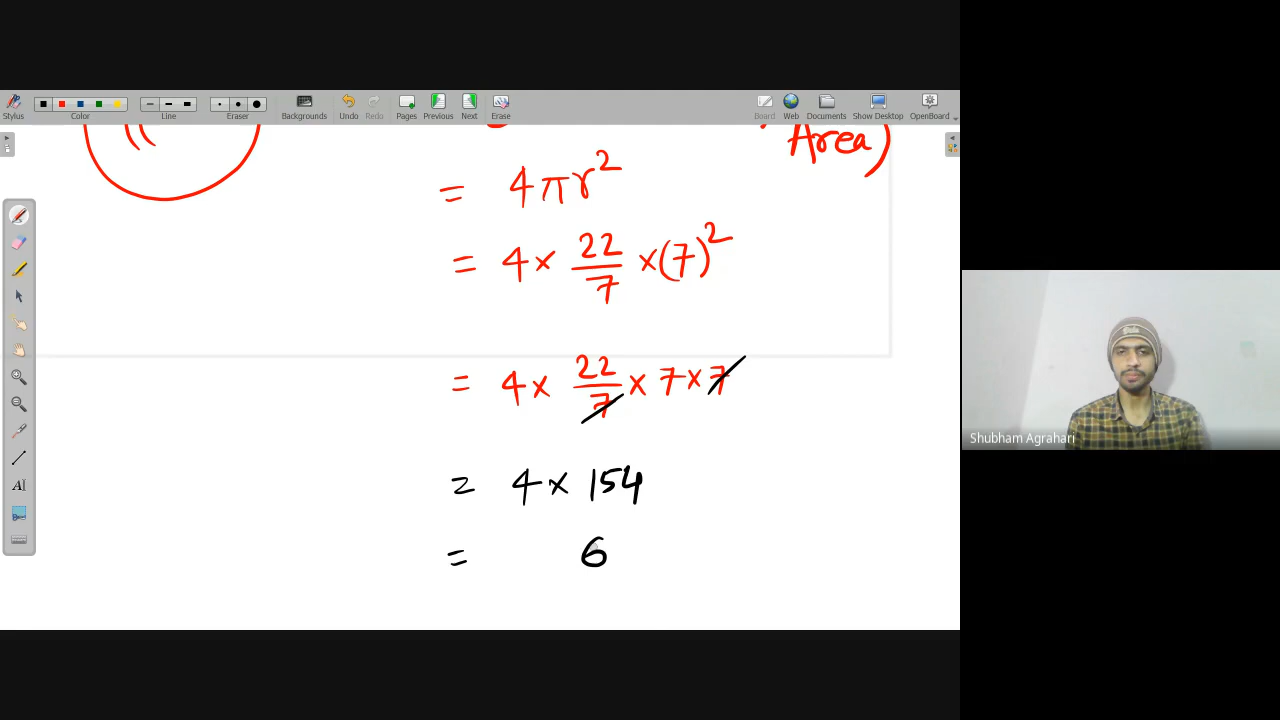 Stylus Color Line Eraser Backgrounds Undo Redo Pages Previous Next Erase Board Web Documents Show Desktop OpenBoard
Area)
= 4πr²
= 4 × 22/7 × (7)²
= 4 × 22/7 × 7 × 7
= 4 × 154
= 6
Shubham Agrahari